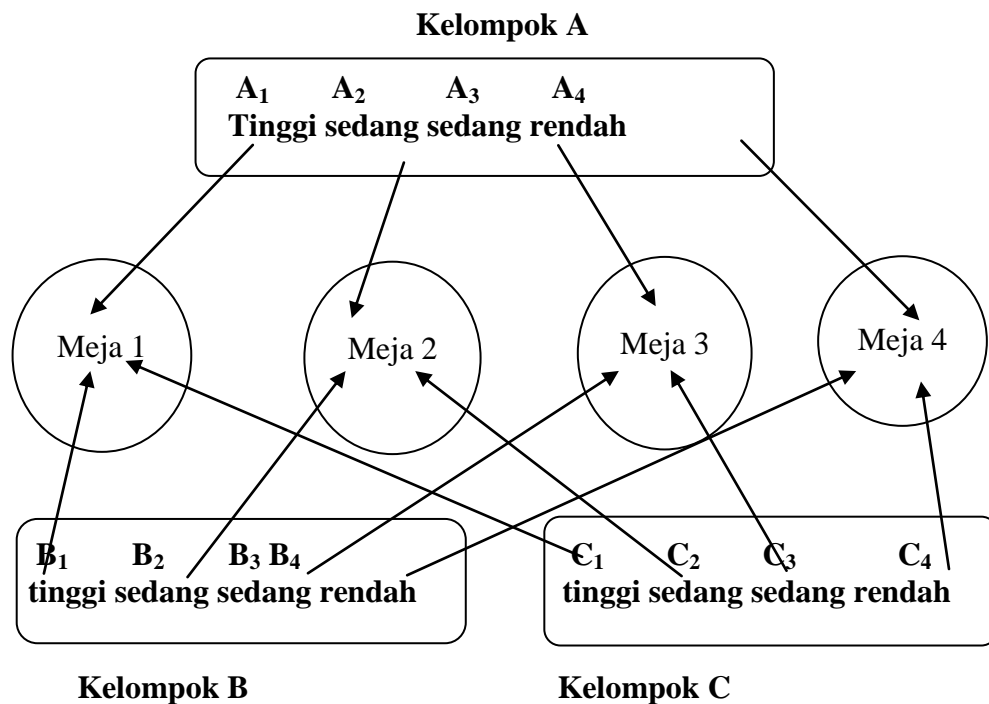 Kelompok A
A₁ A₂ A₃ A₄
Tinggi sedang sedang rendah
Meja 1 Meja 2 Meja 3 Meja 4
B₁ B₂ B₃ B₄
tinggi sedang sedang rendah
C₁ C₂ C₃ C₄
tinggi sedang sedang rendah
Kelompok B
Kelompok C